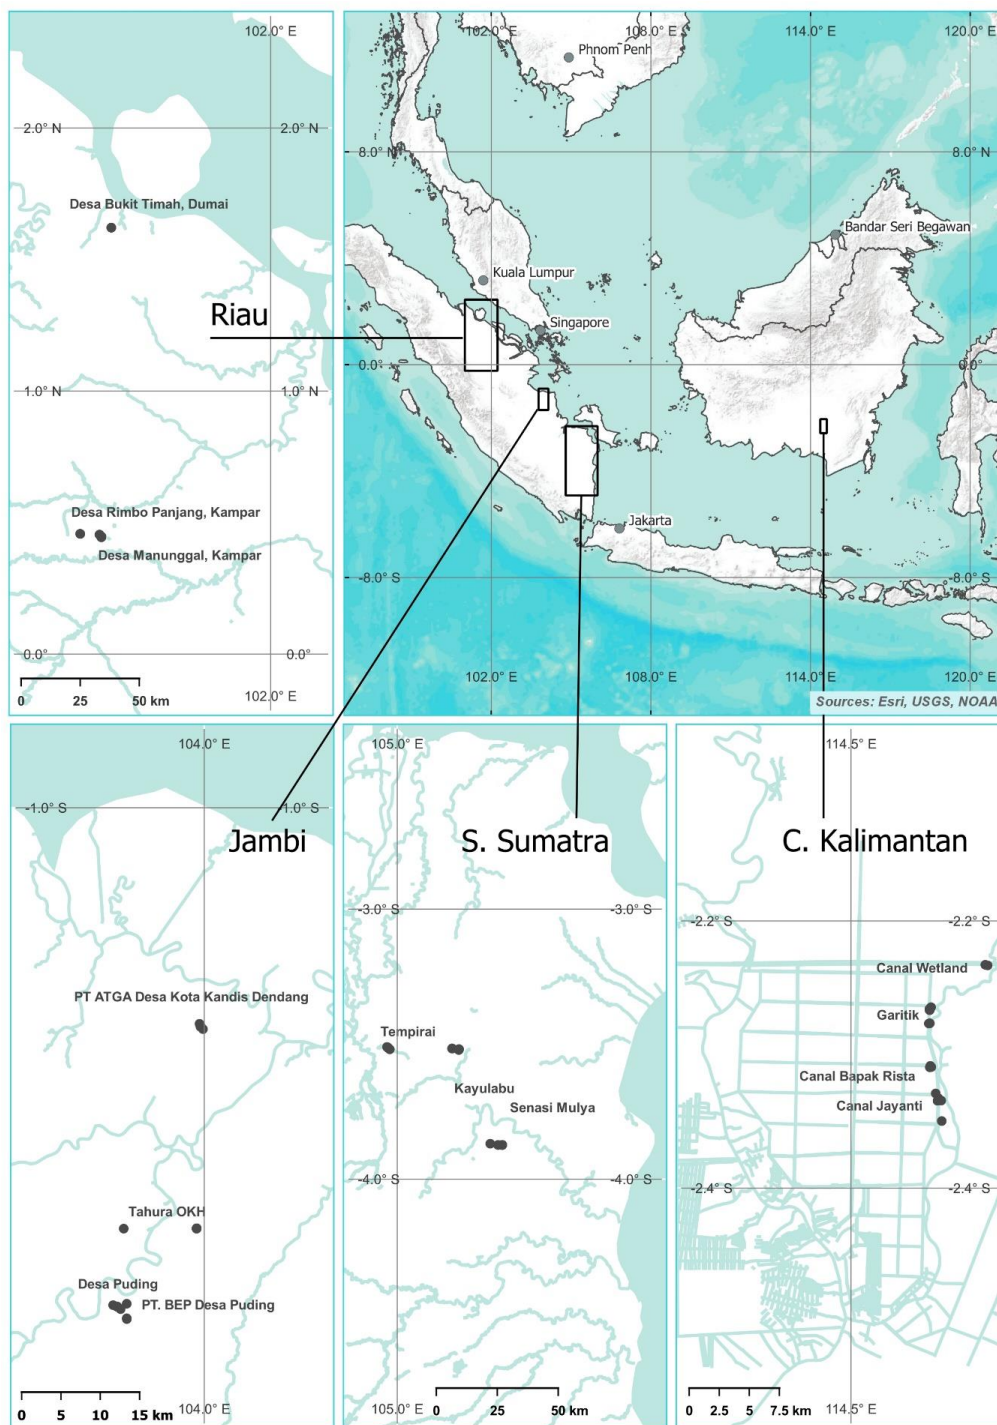 102.0° E
2.0° N
2.0° N
Desa Bukit Timah, Dumai
Riau
1.0° N
1.0° N
Desa Rimbo Panjang, Kampar
Desa Manunggal, Kampar
0.0°
0.0°
0 25 50 km
102.0° E
102.0° E
108.0° E
114.0° E
120.0° E
Phnom Penh
8.0° N
8.0° N
Bandar Seri Begawan
Kuala Lumpur
Singapore
0.0°
0.0°
Jakarta
-8.0° S
-8.0° S
102.0° E
108.0° E
114.0° E
120.0° E
Sources: Esri, USGS, NOAA
104.0° E
-1.0° S
-1.0° S
Jambi
PT ATGA Desa Kota Kandis Dendang
Tahura OKH
Desa Puding
PT. BEP Desa Puding
0 5 10 15 km
104.0° E
105.0° E
S. Sumatra
-3.0° S
-3.0° S
Tempirai
Kayulabu
Senasi Mulya
-4.0° S
-4.0° S
0 25 50 km
105.0° E
114.5° E
C. Kalimantan
-2.2° S
-2.2° S
Canal Wetland
Garitik
Canal Bapak Rista
Canal Jayanti
-2.4° S
-2.4° S
0 2.5 5 7.5 km
114.5° E